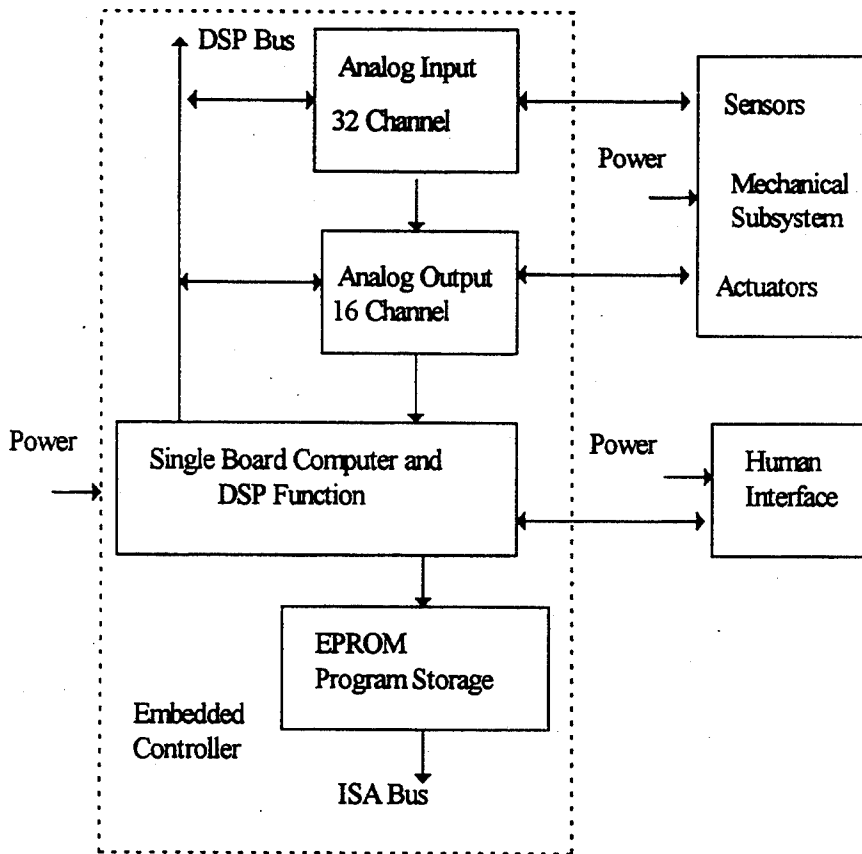 DSP Bus
Analog Input
32 Channel
Sensors
Power
Mechanical
Subsystem
Analog Output
16 Channel
Actuators
Power
Single Board Computer and
DSP Function
Power
Human
Interface
EPROM
Program Storage
Embedded
Controller
ISA Bus